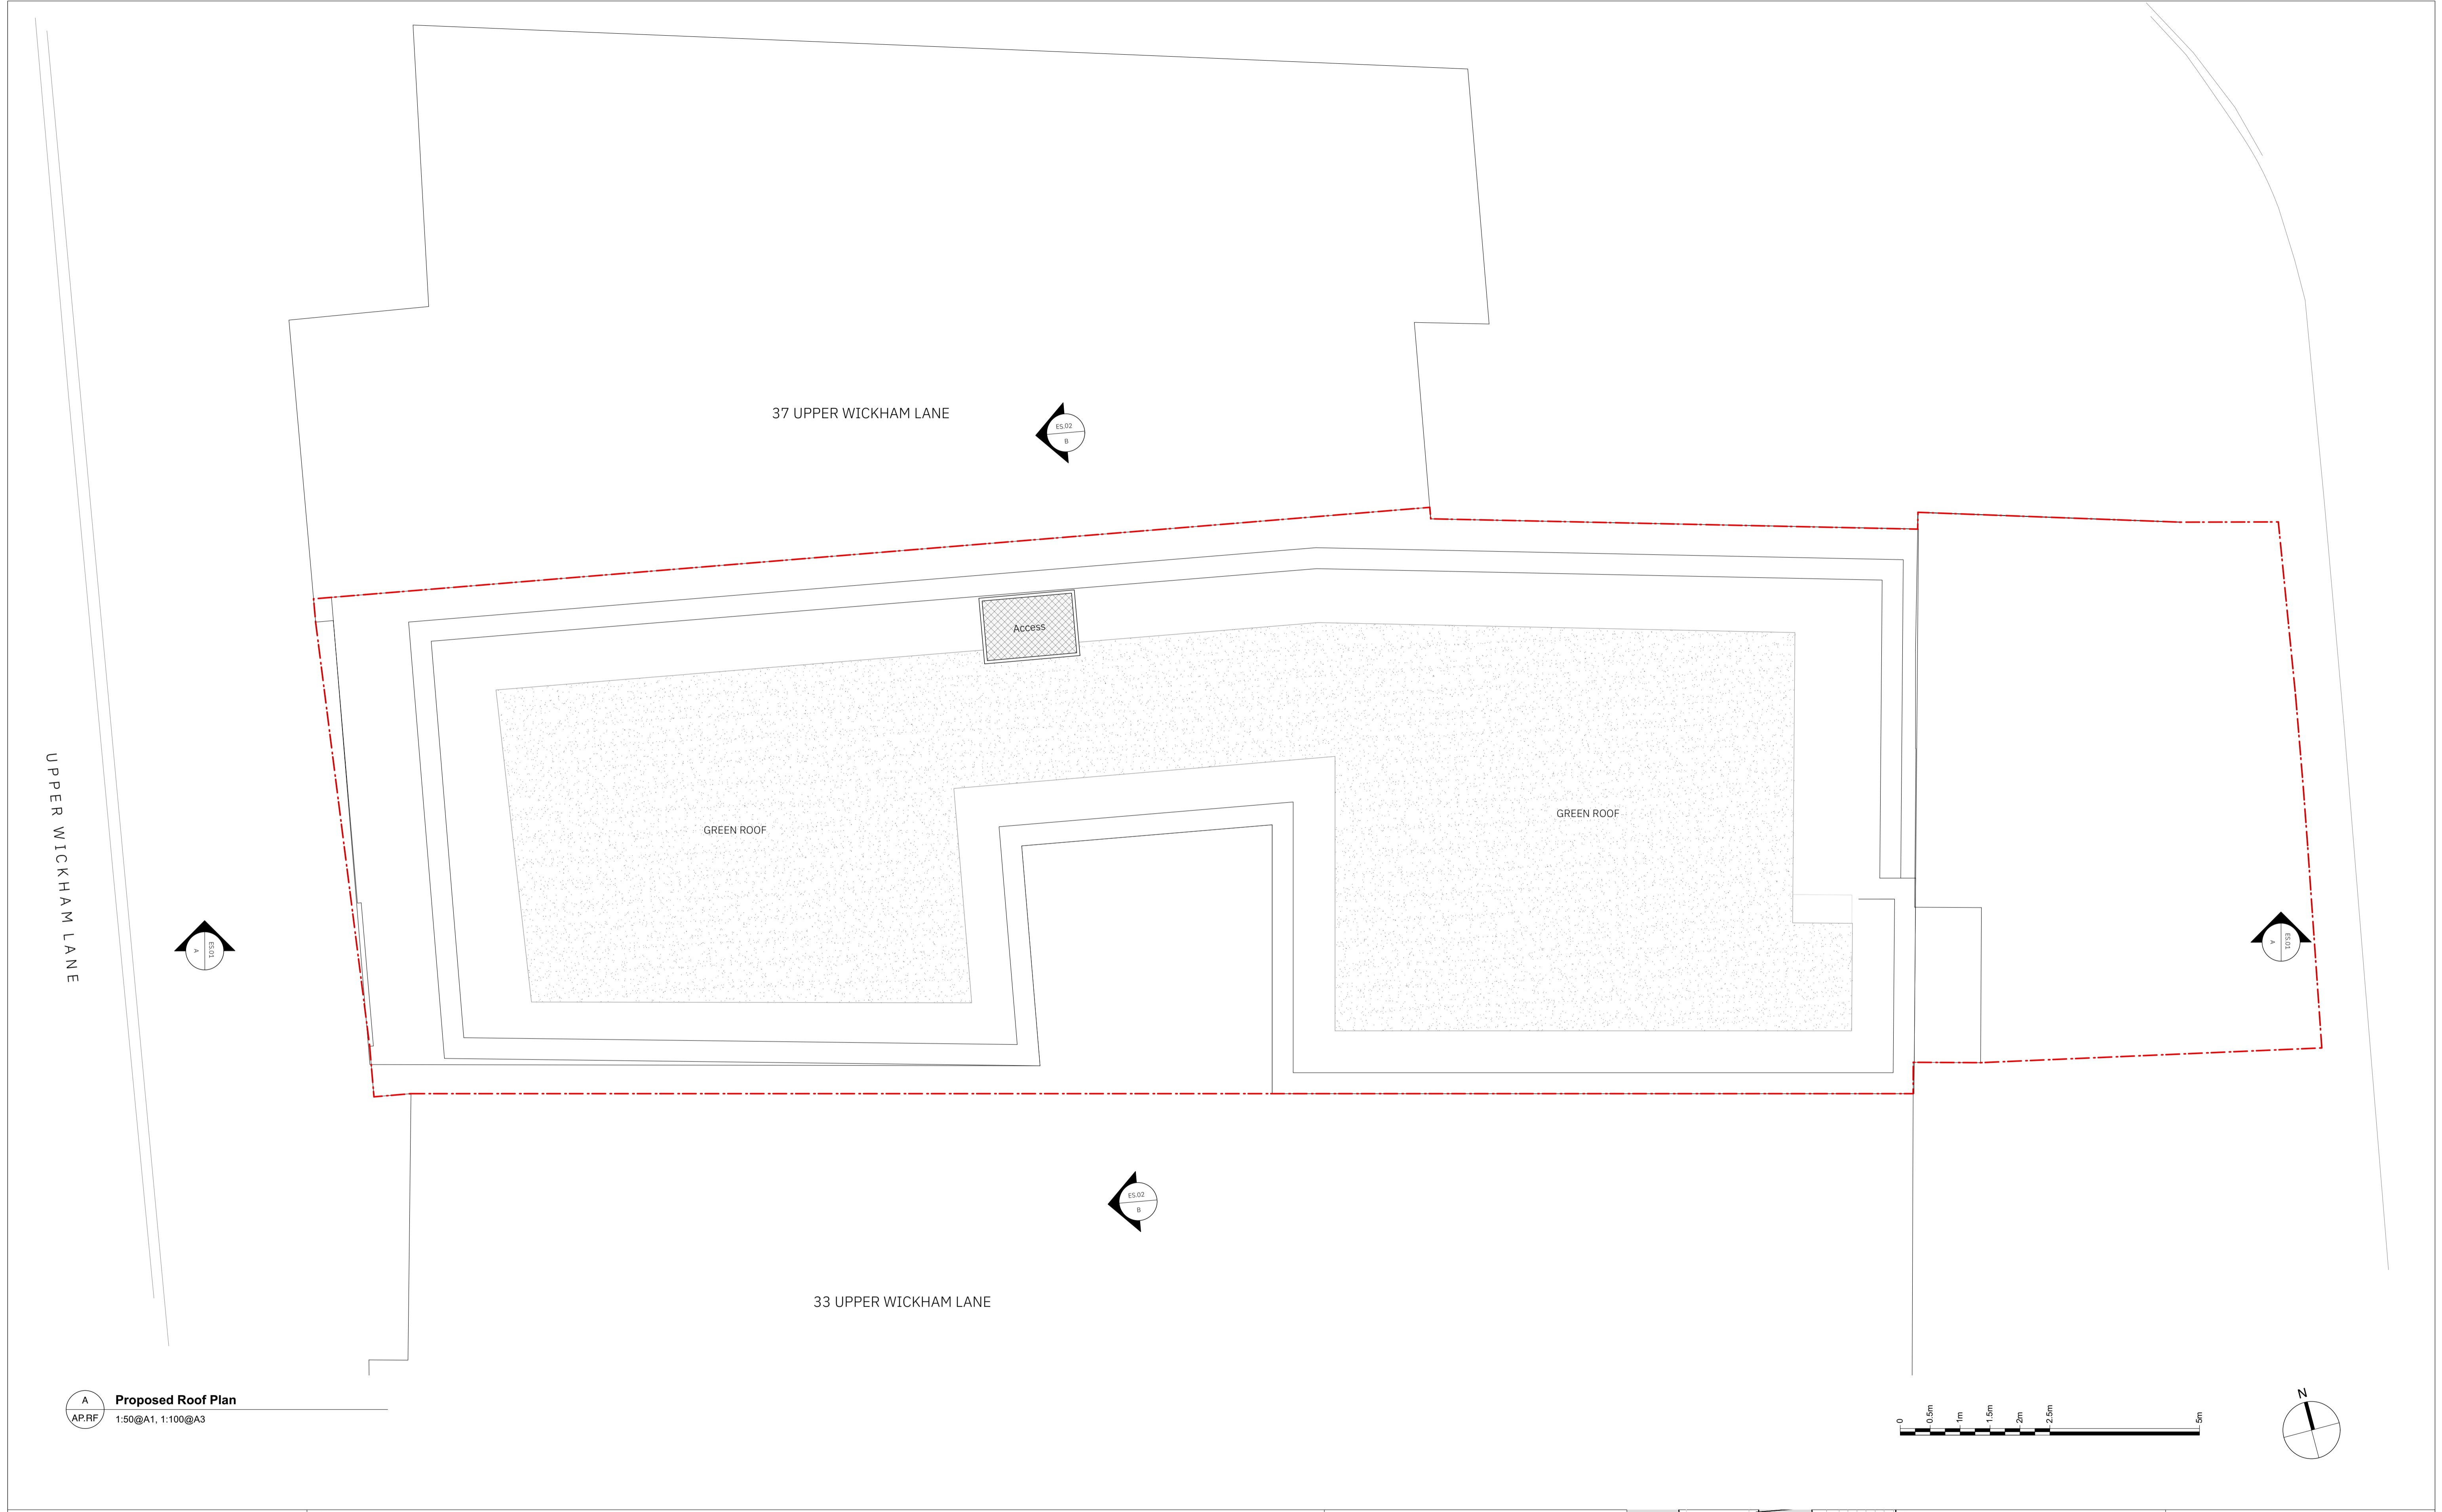 37 UPPER WICKHAM LANE
ES.02
B
Access
GREEN ROOF
GREEN ROOF
UPPER WICKHAM LANE
ES.01
A
ES.01
A
ES.02
B
33 UPPER WICKHAM LANE
A
AP.RF
Proposed Roof Plan
1:50@A1, 1:100@A3
0
0.5m
1m
1.5m
2m
2.5m
5m
N